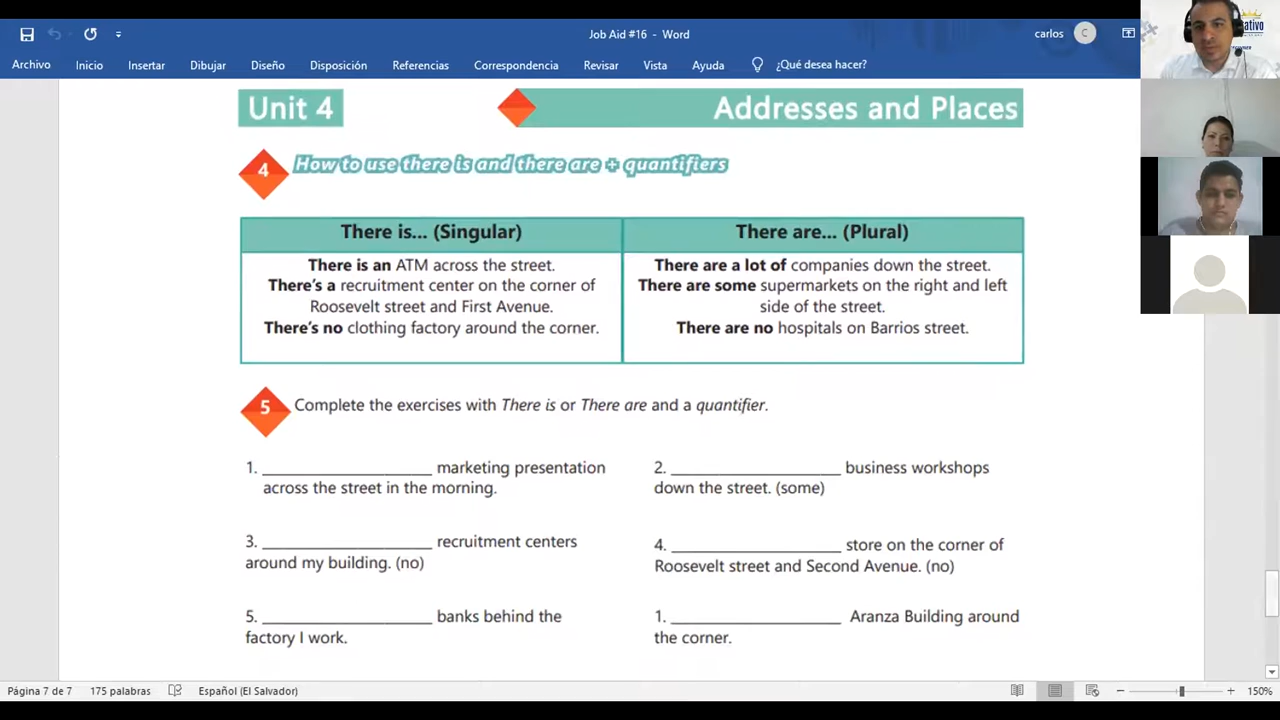 Job Aid #16 - Word
carlos
C
Archivo Inicio Insertar Dibujar Diseño Disposición Referencias Correspondencia Revisar Vista Ayuda ¿Qué desea hacer?
Unit 4
Addresses and Places
4
How to use there is and there are + quantifiers
There is... (Singular)
There are... (Plural)
There is an ATM across the street.
There's a recruitment center on the corner of
Roosevelt street and First Avenue.
There's no clothing factory around the corner.
There are a lot of companies down the street.
There are some supermarkets on the right and left
side of the street.
There are no hospitals on Barrios street.
5
Complete the exercises with There is or There are and a quantifier.
1. ____________________ marketing presentation
across the street in the morning.
2. ____________________ business workshops
down the street. (some)
3. ____________________ recruitment centers
around my building. (no)
4. ____________________ store on the corner of
Roosevelt street and Second Avenue. (no)
5. ____________________ banks behind the
factory I work.
1. ____________________ Aranza Building around
the corner.
Página 7 de 7 175 palabras Español (El Salvador)
150%